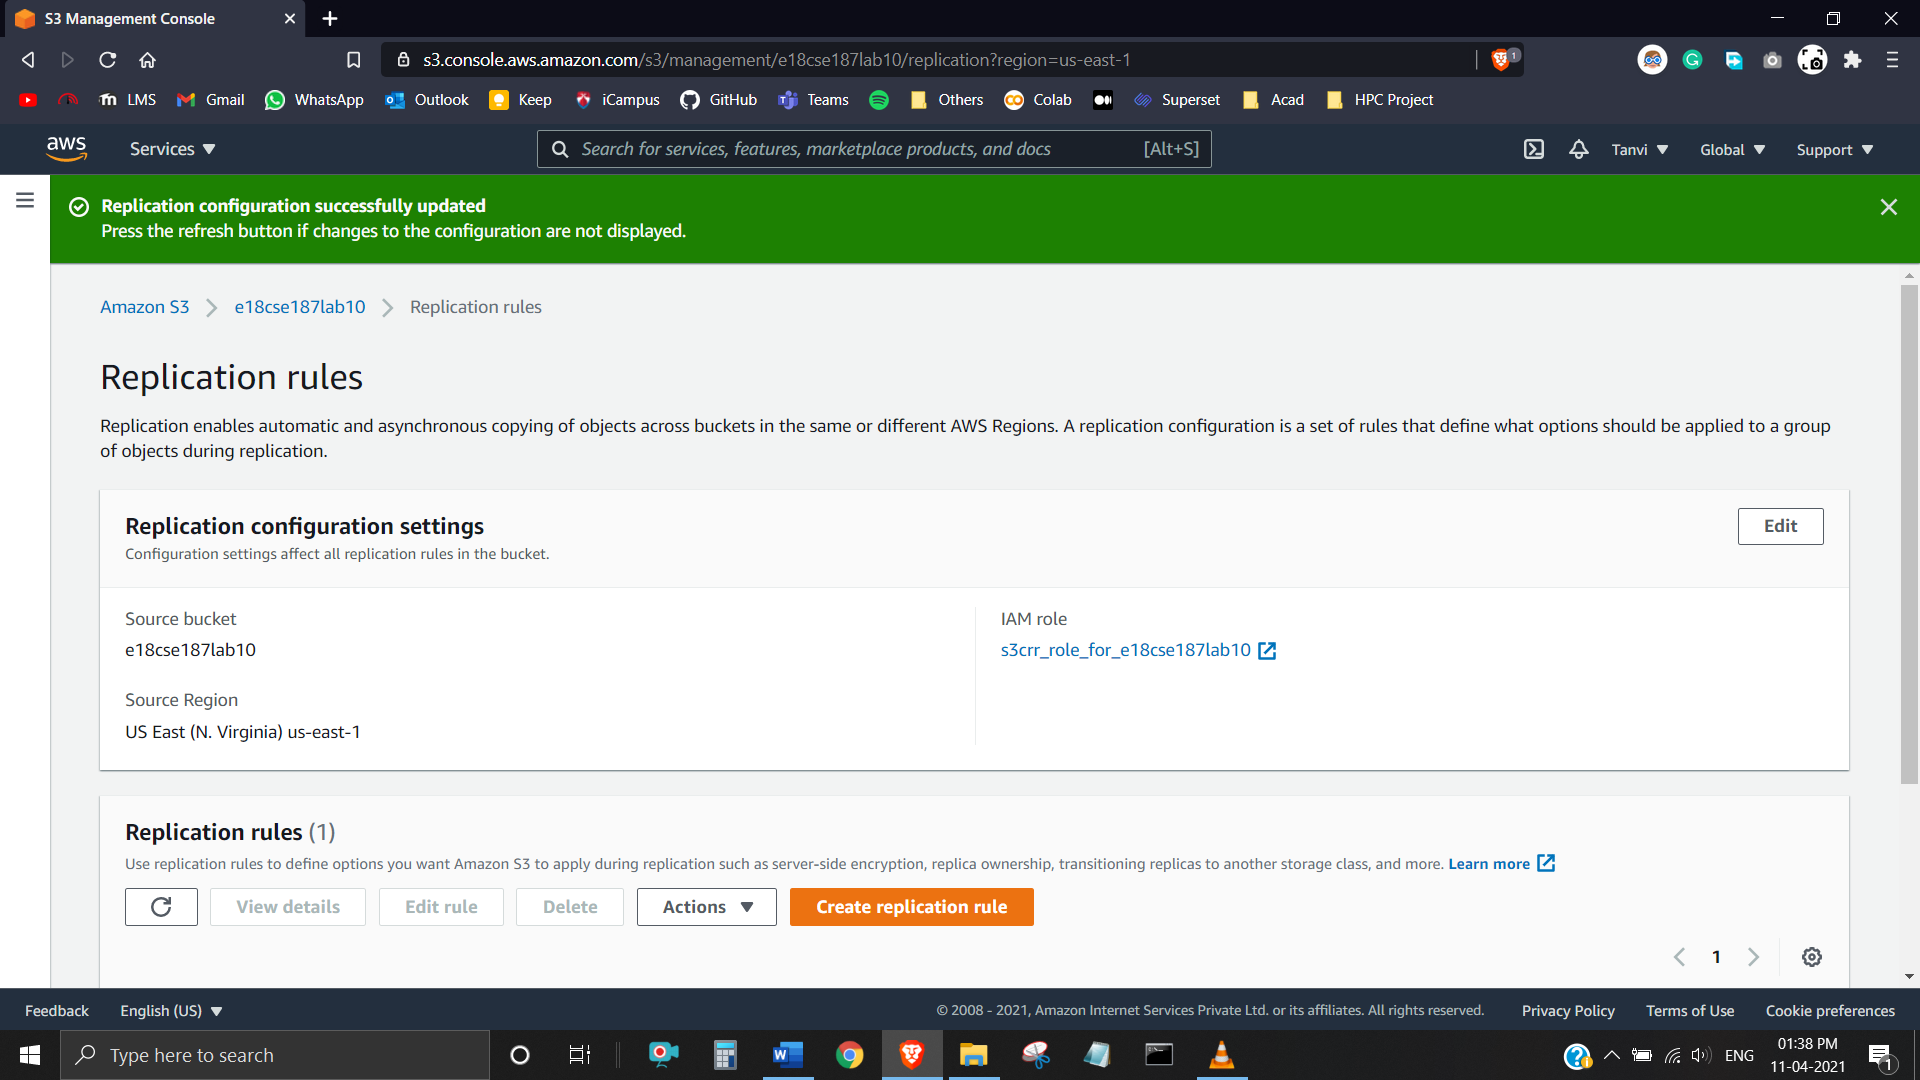 S3 Management Console
s3.console.aws.amazon.com/s3/management/e18cse187lab10/replication?region=us-east-1
1
LMS Gmail WhatsApp Outlook Keep iCampus GitHub Teams Others Colab Superset Acad HPC Project
aws Services Search for services, features, marketplace products, and docs [Alt+S] Tanvi Global Support
Replication configuration successfully updated
Press the refresh button if changes to the configuration are not displayed.
Amazon S3 e18cse187lab10 Replication rules
Replication rules
Replication enables automatic and asynchronous copying of objects across buckets in the same or different AWS Regions. A replication configuration is a set of rules that define what options should be applied to a group
of objects during replication.
Replication configuration settings
Edit
Configuration settings affect all replication rules in the bucket.
Source bucket
e18cse187lab10
Source Region
US East (N. Virginia) us-east-1
IAM role
s3crr_role_for_e18cse187lab10
Replication rules (1)
Use replication rules to define options you want Amazon S3 to apply during replication such as server-side encryption, replica ownership, transitioning replicas to another storage class, and more. Learn more
View details Edit rule Delete Actions Create replication rule
1
Feedback English (US) © 2008 - 2021, Amazon Internet Services Private Ltd. or its affiliates. All rights reserved. Privacy Policy Terms of Use Cookie preferences
Type here to search
ENG
01:38 PM
11-04-2021
1